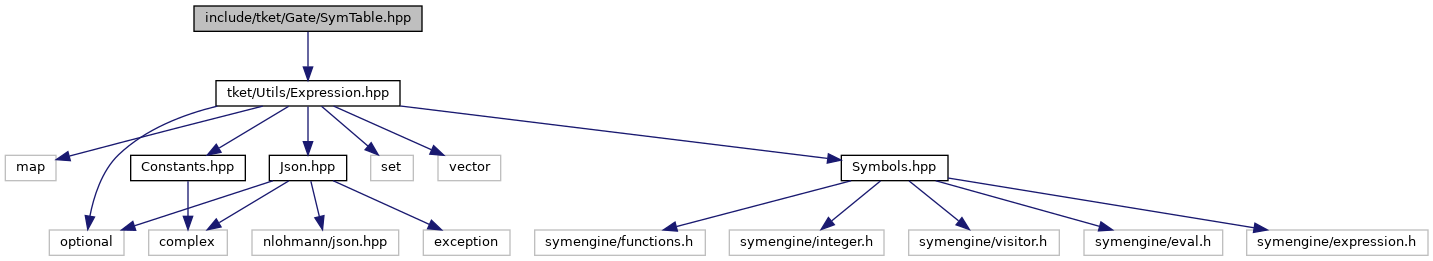 include/tket/Gate/SymTable.hpp
tket/Utils/Expression.hpp
map
Constants.hpp
Json.hpp
set
vector
Symbols.hpp
optional
complex
nlohmann/json.hpp
exception
symengine/functions.h
symengine/integer.h
symengine/visitor.h
symengine/eval.h
symengine/expression.h